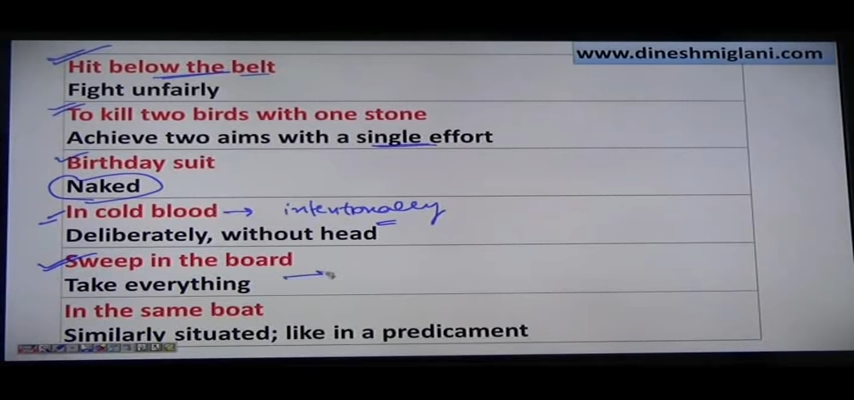 www.dineshmiglani.com
Hit below the belt
Fight unfairly
To kill two birds with one stone
Achieve two aims with a single effort
Birthday suit
Naked
In cold blood → intentionally
Deliberately, without head
Sweep in the board
Take everything
In the same boat
Similarly situated; like in a predicament